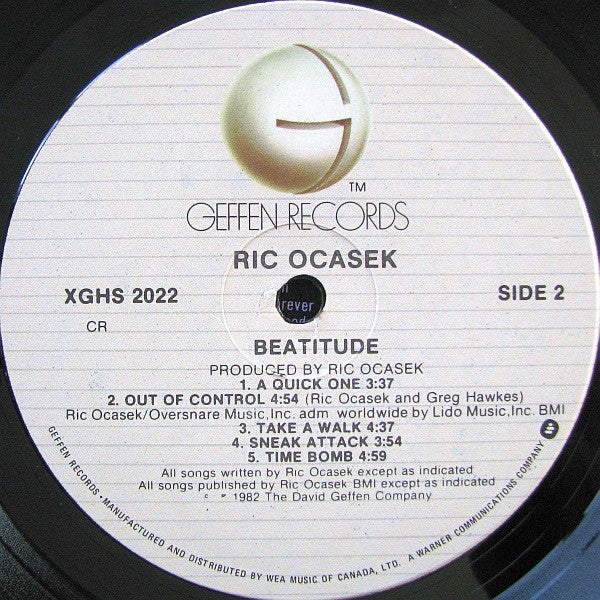 G
TM
GEFFEN RECORDS
RIC OCASEK
XGHS 2022
SIDE 2
CR
rever
BEATITUDE
PRODUCED BY RIC OCASEK
1. A QUICK ONE 3:37
2. OUT OF CONTROL 4:54 (Ric Ocasek and Greg Hawkes)
Ric Ocasek/Oversnare Music, Inc. adm worldwide by Lido Music, Inc. BMI
3. TAKE A WALK 4:37
4. SNEAK ATTACK 3:54
5. TIME BOMB 4:59
All songs written by Ric Ocasek except as indicated
All songs published by Ric Ocasek BMI except as indicated
1982 The David Geffen Company
GEFFEN RECORDS • MANUFACTURED AND DISTRIBUTED BY WEA MUSIC OF CANADA, LTD. A WARNER COMMUNICATIONS COMPANY